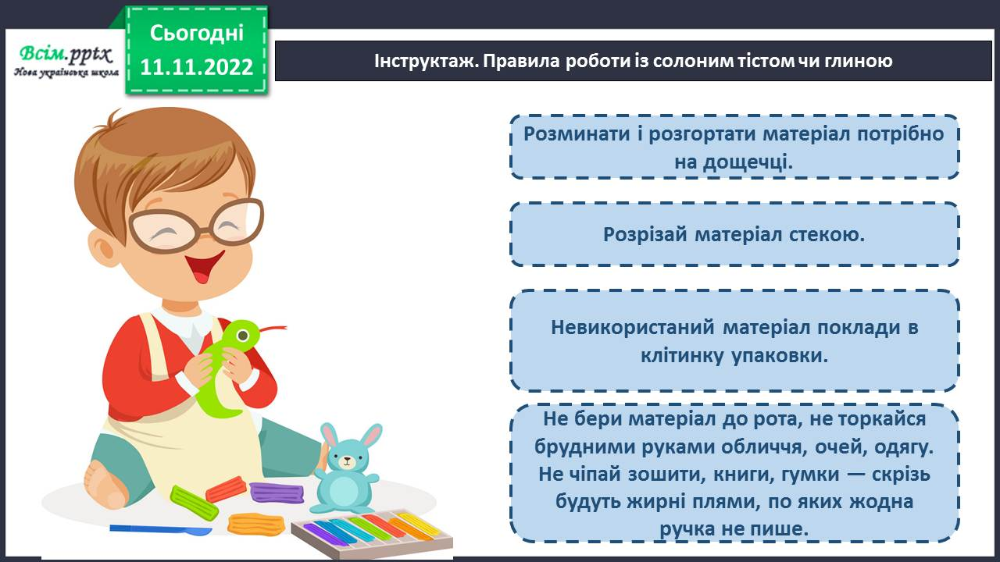 Всім.pptx
Нова українська школа
Сьогодні
11.11.2022
Інструктаж. Правила роботи із солоним тістом чи глиною
Розминати і розгортати матеріал потрібно
на дощечці.
Розрізай матеріал стекою.
Невикористаний матеріал поклади в
клітинку упаковки.
Не бери матеріал до рота, не торкайся
брудними руками обличчя, очей, одягу.
Не чіпай зошити, книги, гумки — скрізь
будуть жирні плями, по яких жодна
ручка не пише.